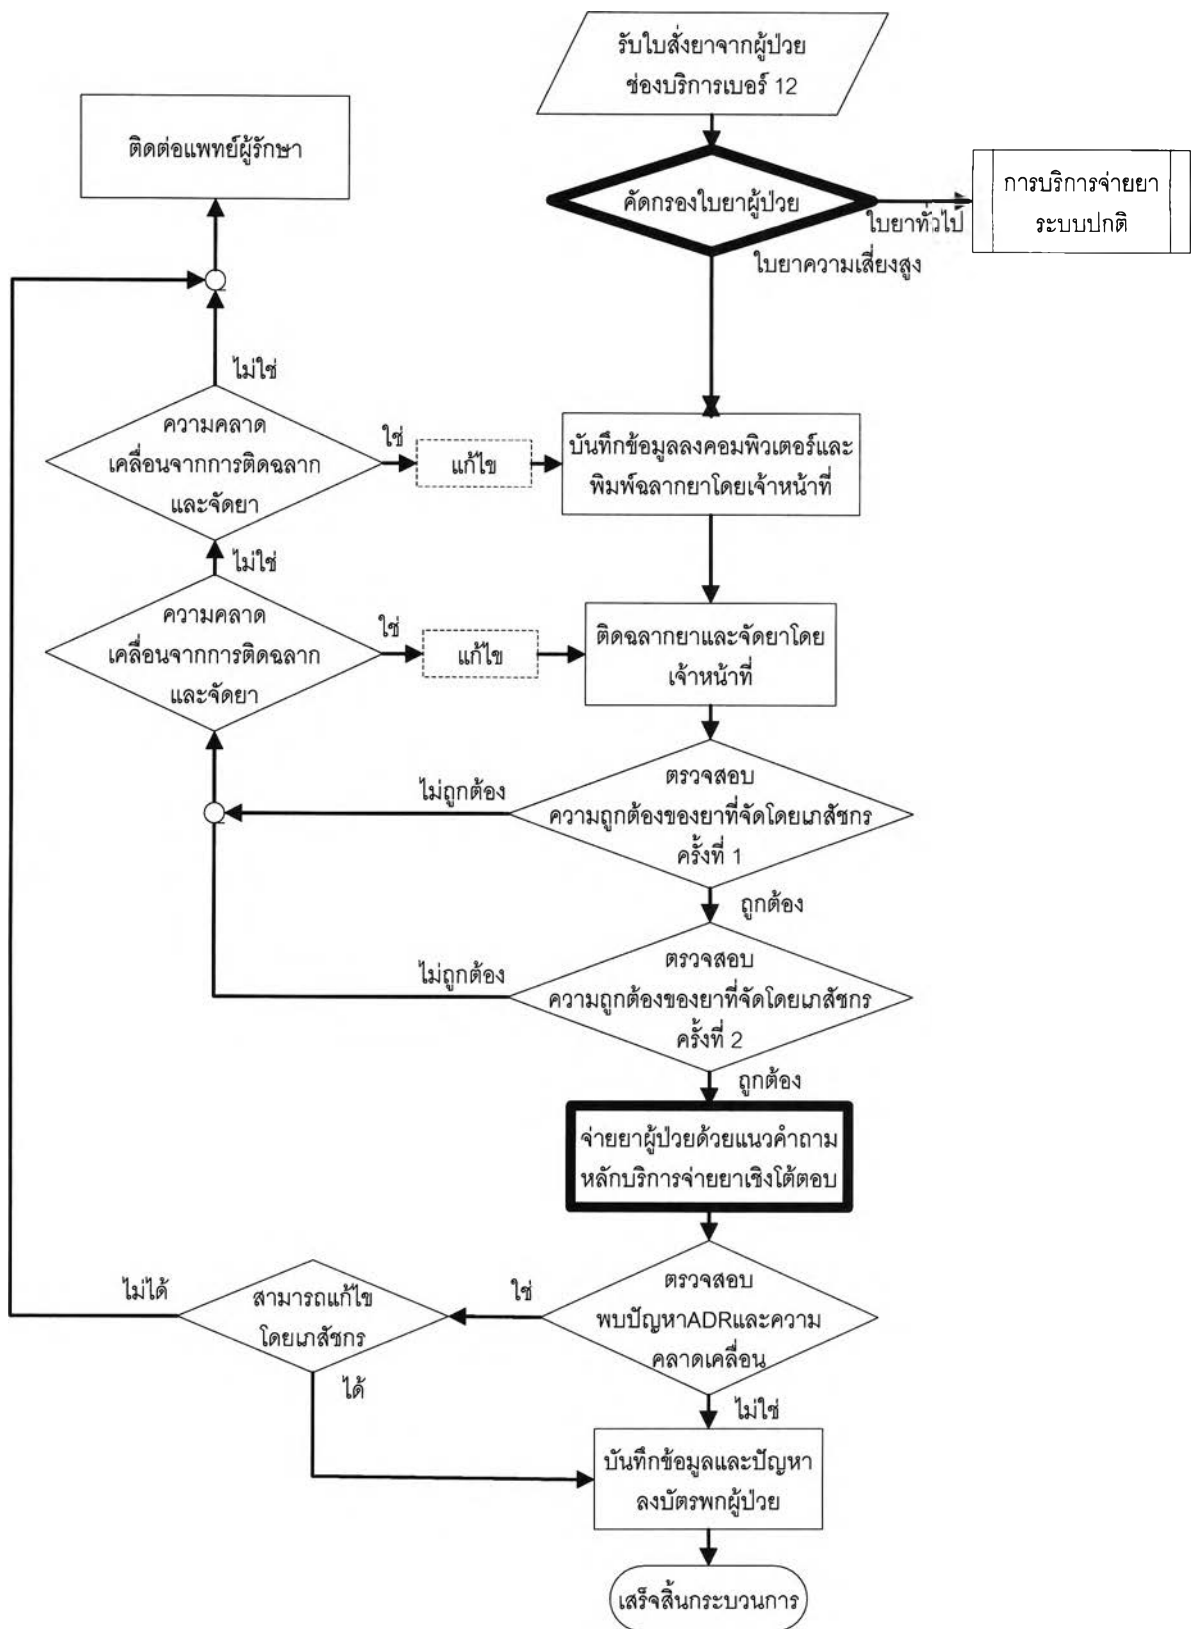 รับใบสั่งยาจากผู้ป่วย
ช่องบริการเบอร์ 12
ติดต่อแพทย์ผู้รักษา
คัดกรองใบยาผู้ป่วย
ใบยาทั่วไป
การบริการจ่ายยา
ระบบปกติ
ใบยาความเสี่ยงสูง
ไม่ใช่
ความคลาด
เคลื่อนจากการติดฉลาก
และจัดยา
ใช่
แก้ไข
บันทึกข้อมูลลงคอมพิวเตอร์และ
พิมพ์ฉลากยาโดยเจ้าหน้าที่
ไม่ใช่
ความคลาด
เคลื่อนจากการติดฉลาก
และจัดยา
ใช่
แก้ไข
ติดฉลากยาและจัดยาโดย
เจ้าหน้าที่
ไม่ถูกต้อง
ตรวจสอบ
ความถูกต้องของยาที่จัดโดยเภสัชกร
ครั้งที่ 1
ถูกต้อง
ไม่ถูกต้อง
ตรวจสอบ
ความถูกต้องของยาที่จัดโดยเภสัชกร
ครั้งที่ 2
ถูกต้อง
จ่ายยาผู้ป่วยด้วยแนวคำถาม
หลักบริการจ่ายยาเชิงโต้ตอบ
ไม่ได้
สามารถแก้ไข
โดยเภสัชกร
ใช่
ตรวจสอบ
พบปัญหาADRและความ
คลาดเคลื่อน
ได้
ไม่ใช่
บันทึกข้อมูลและปัญหา
ลงบัตรพกผู้ป่วย
เสร็จสิ้นกระบวนการ